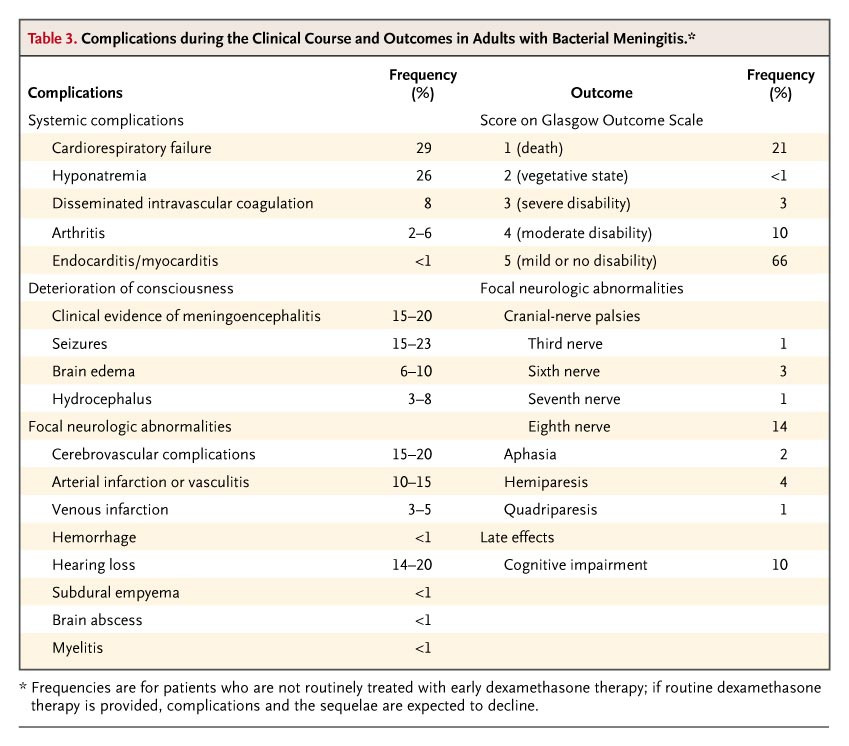 Table 3. Complications during the Clinical Course and Outcomes in Adults with Bacterial Meningitis.*
Complications Frequency (%) Outcome Frequency (%)
Systemic complications Score on Glasgow Outcome Scale
Cardiorespiratory failure 29 1 (death) 21
Hyponatremia 26 2 (vegetative state) <1
Disseminated intravascular coagulation 8 3 (severe disability) 3
Arthritis 2–6 4 (moderate disability) 10
Endocarditis/myocarditis <1 5 (mild or no disability) 66
Deterioration of consciousness Focal neurologic abnormalities
Clinical evidence of meningoencephalitis 15–20 Cranial-nerve palsies
Seizures 15–23 Third nerve 1
Brain edema 6–10 Sixth nerve 3
Hydrocephalus 3–8 Seventh nerve 1
Focal neurologic abnormalities Eighth nerve 14
Cerebrovascular complications 15–20 Aphasia 2
Arterial infarction or vasculitis 10–15 Hemiparesis 4
Venous infarction 3–5 Quadriparesis 1
Hemorrhage <1 Late effects
Hearing loss 14–20 Cognitive impairment 10
Subdural empyema <1
Brain abscess <1
Myelitis <1
* Frequencies are for patients who are not routinely treated with early dexamethasone therapy; if routine dexamethasone
therapy is provided, complications and the sequelae are expected to decline.